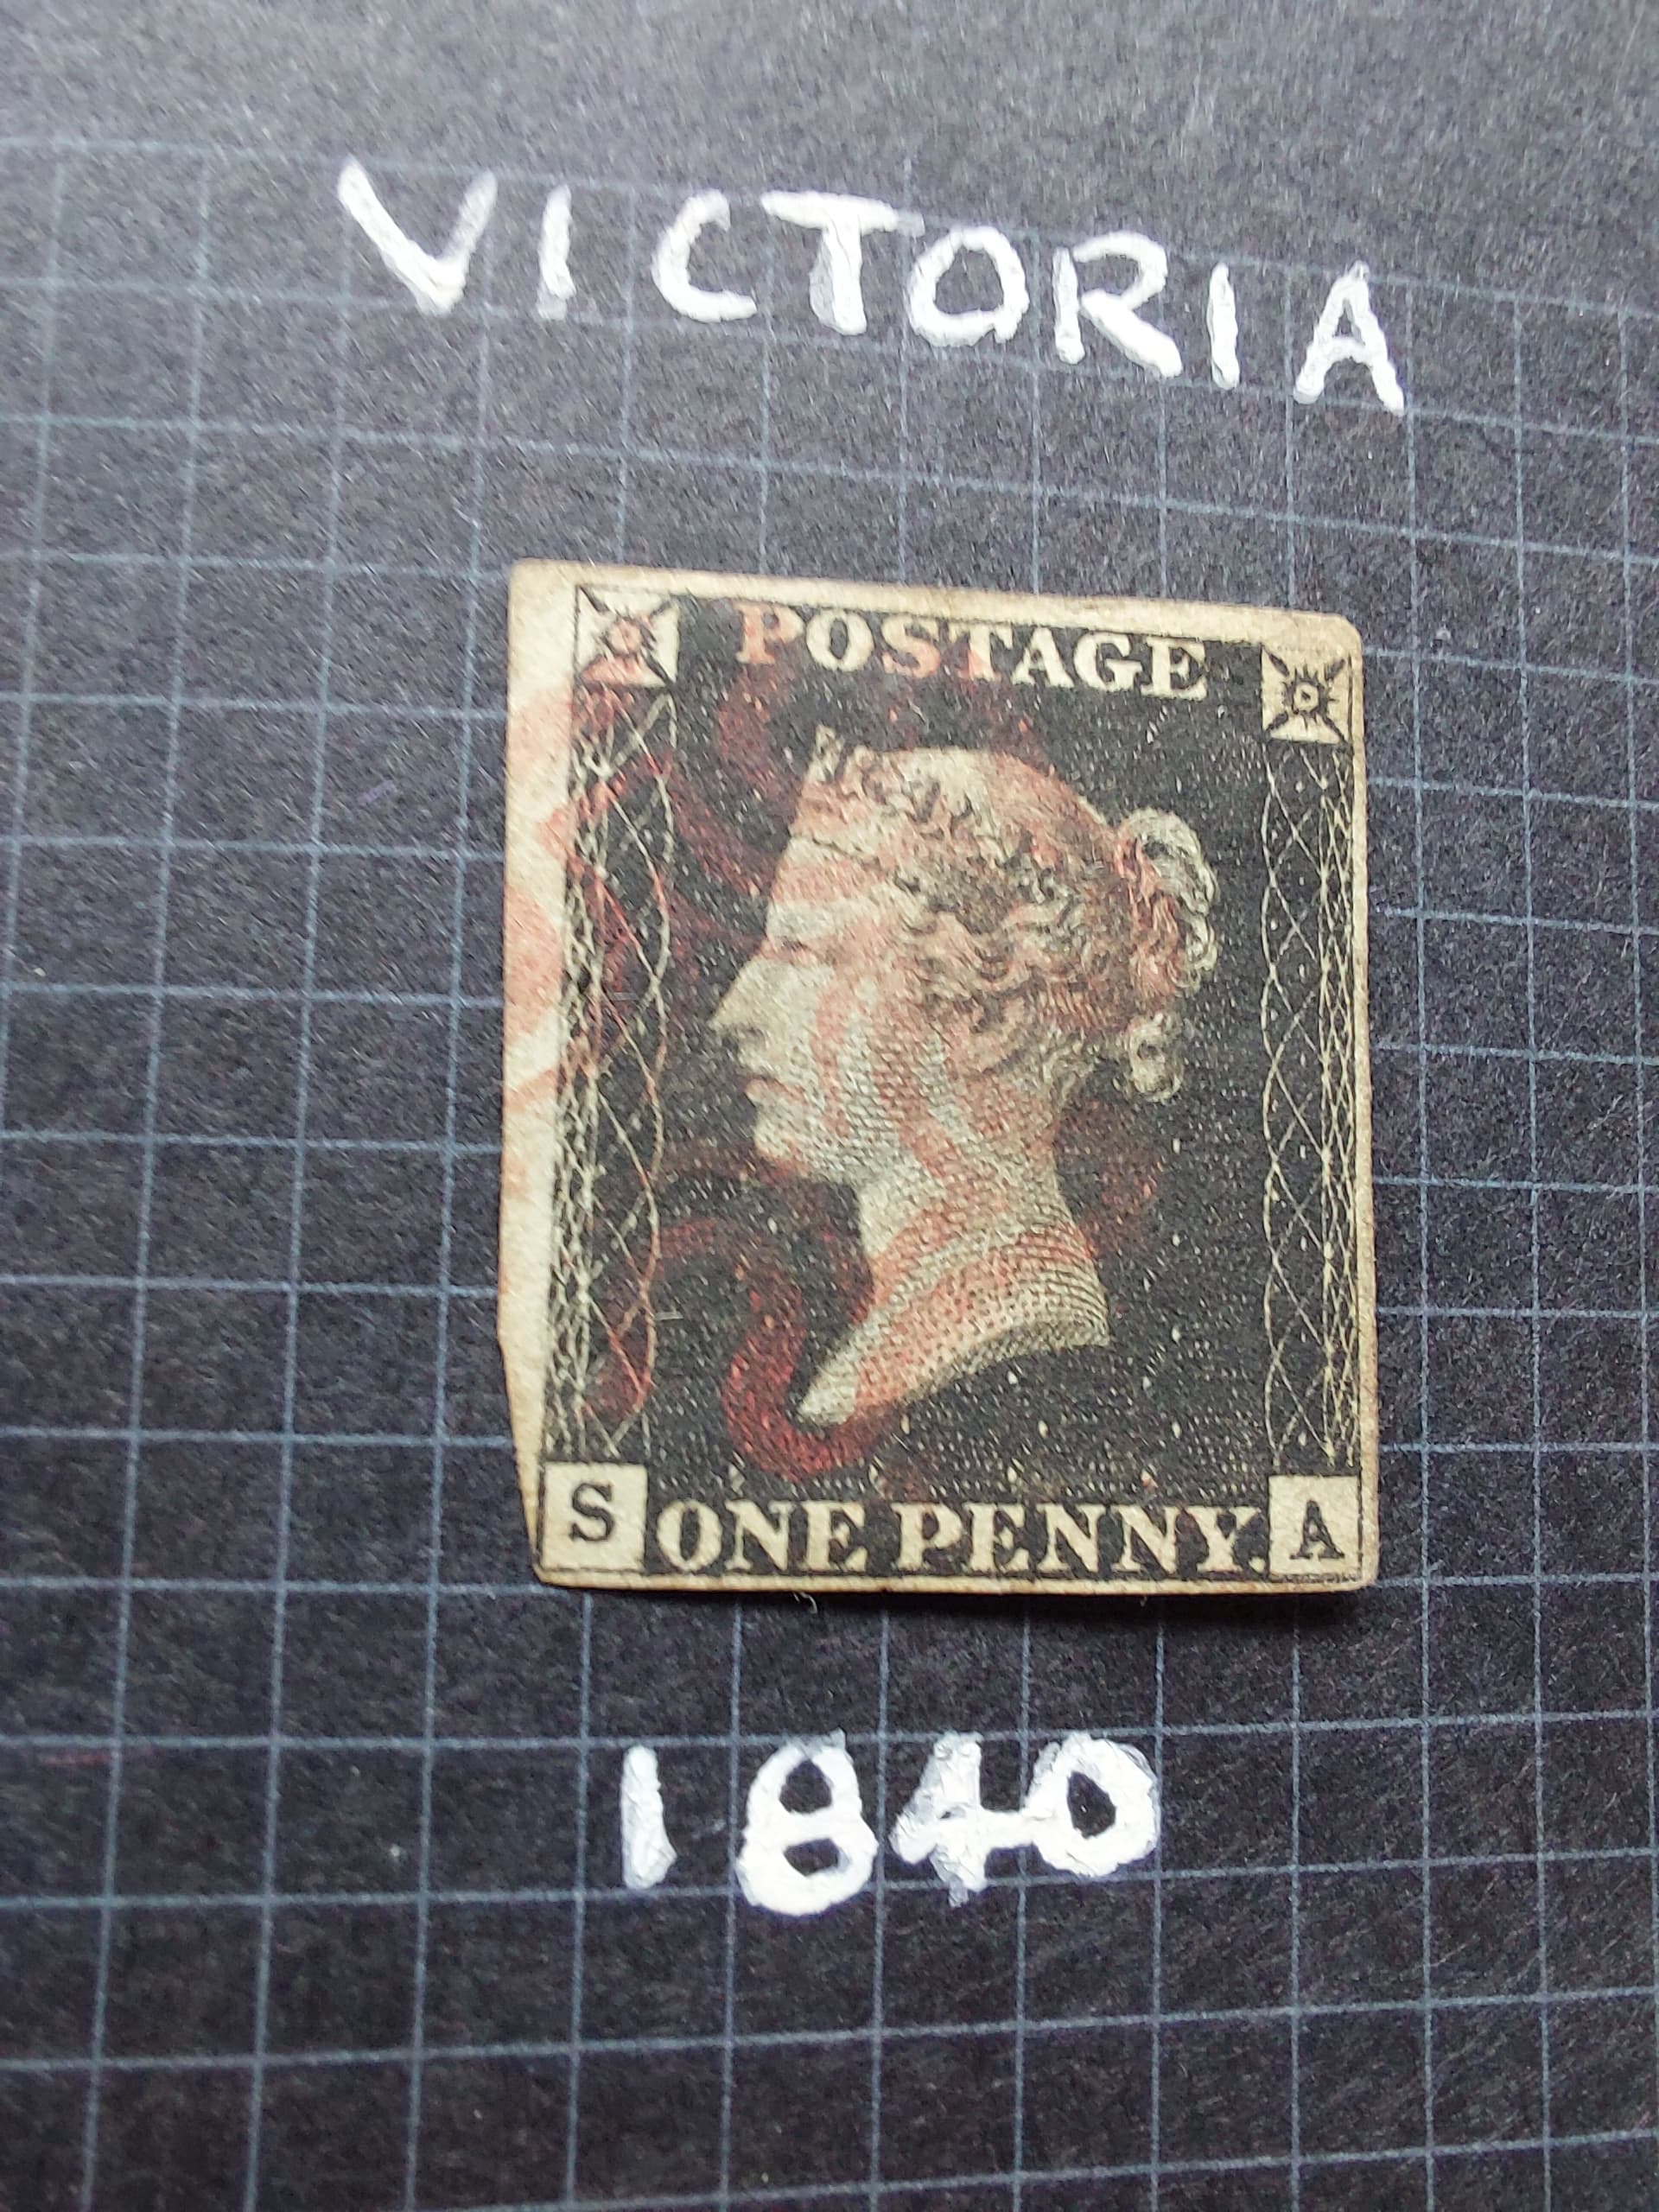 VICTORIA
POSTAGE
S ONE PENNY. A
1840